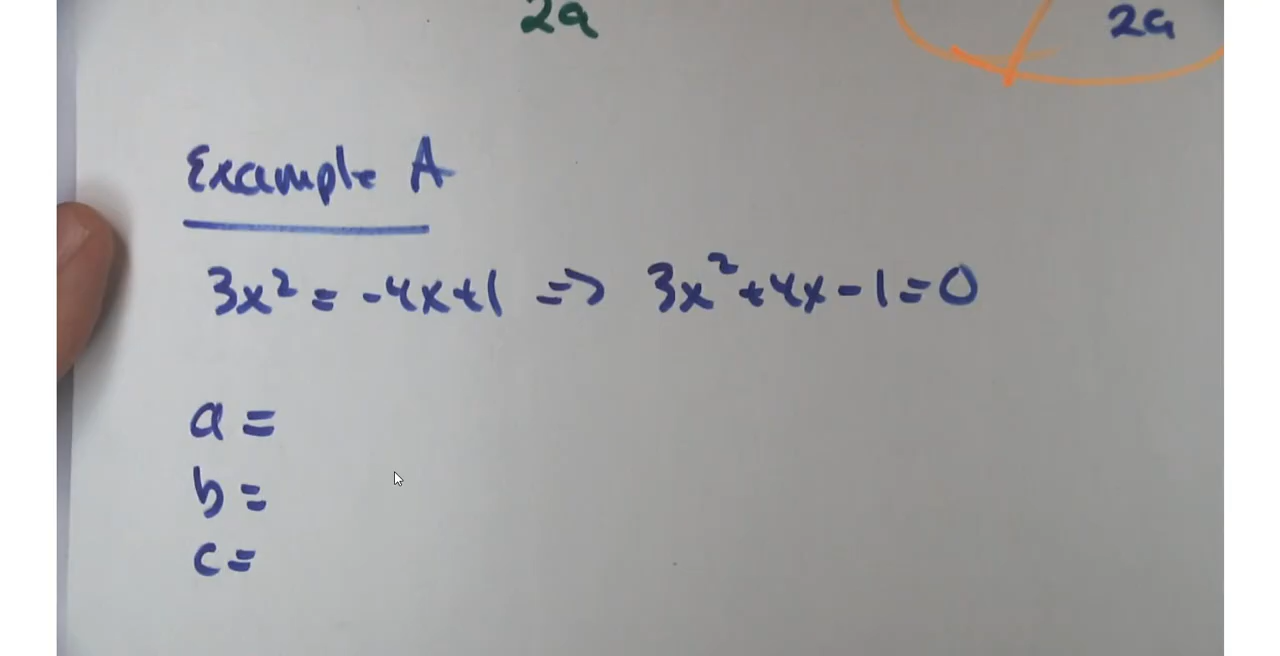 2a 2a
Example A
3x² = -4x+1 => 3x²+4x-1=0
a=
b=
c=